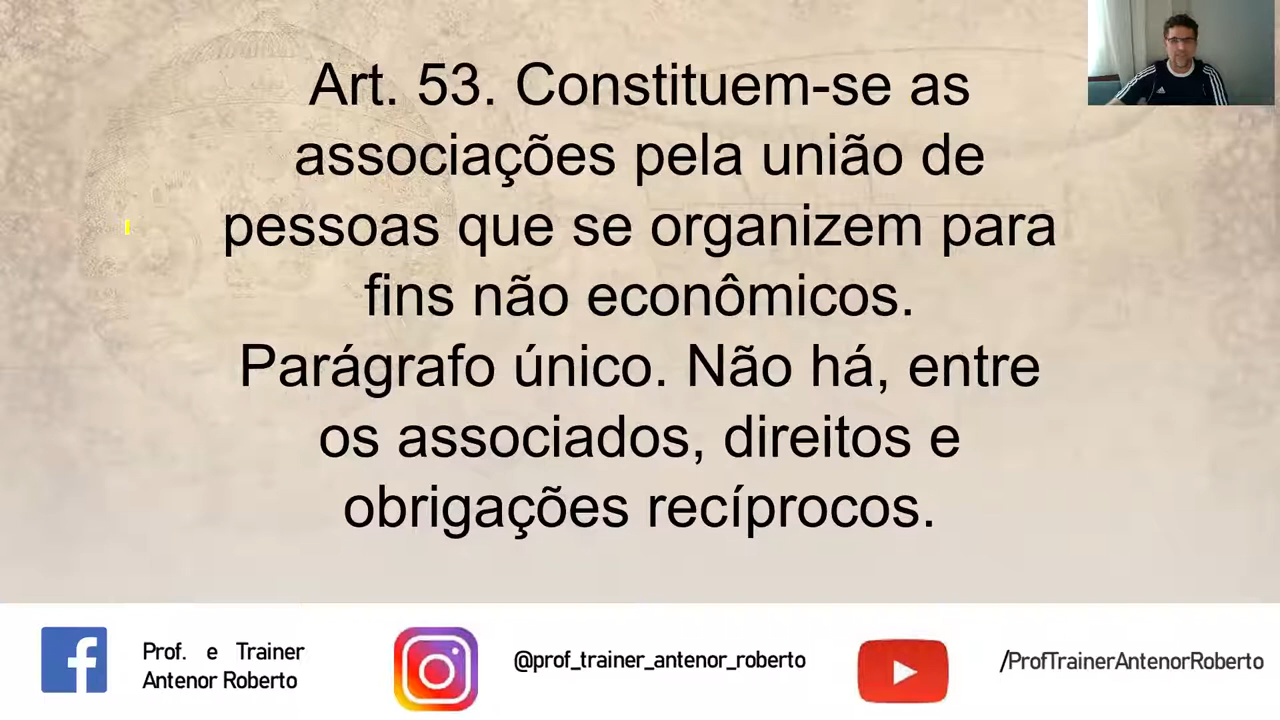 Art. 53. Constituem-se as
associações pela união de
pessoas que se organizem para
fins não econômicos.
Parágrafo único. Não há, entre
os associados, direitos e
obrigações recíprocos.
Prof. e Trainer
Antenor Roberto
@prof_trainer_antenor_roberto
/ProfTrainerAntenorRoberto